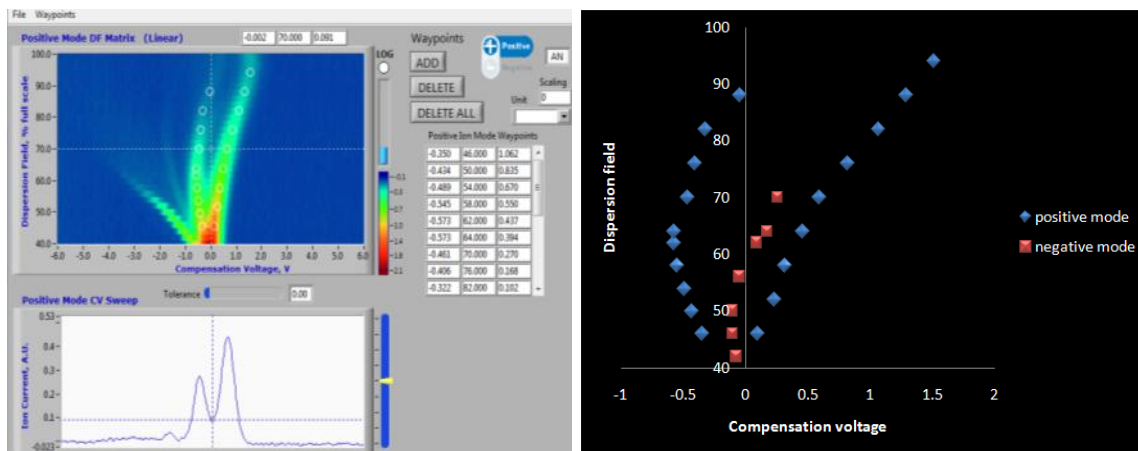 File Waypoints
Positive Mode DF Matrix (Linear)
-0.002 70.000 0.091
Waypoints
ADD
DELETE
DELETE ALL
Positive
Negative
AN
Scaling
0
Unit
LOG
Dispersion Field, % full scale
100.0
90.0
80.0
70.0
60.0
50.0
40.0
-6.0 -5.0 -4.0 -3.0 -2.0 -1.0 0.0 1.0 2.0 3.0 4.0 5.0 6.0
Compensation Voltage, V
Positive Ion Mode Waypoints
-0.350 46.000 1.062
-0.434 50.000 0.835
-0.489 54.000 0.670
-0.545 58.000 0.550
-0.573 62.000 0.437
-0.573 64.000 0.394
-0.461 70.000 0.270
-0.406 76.000 0.168
-0.322 82.000 0.102
Tolerance 0.00
Positive Mode CV Sweep
Ion Current, A.U.
0.53
0.4
0.3
0.2
0.1
-0.023
100
90
80
70
60
50
40
Dispersion field
-1 -0.5 0 0.5 1 1.5 2
Compensation voltage
positive mode
negative mode